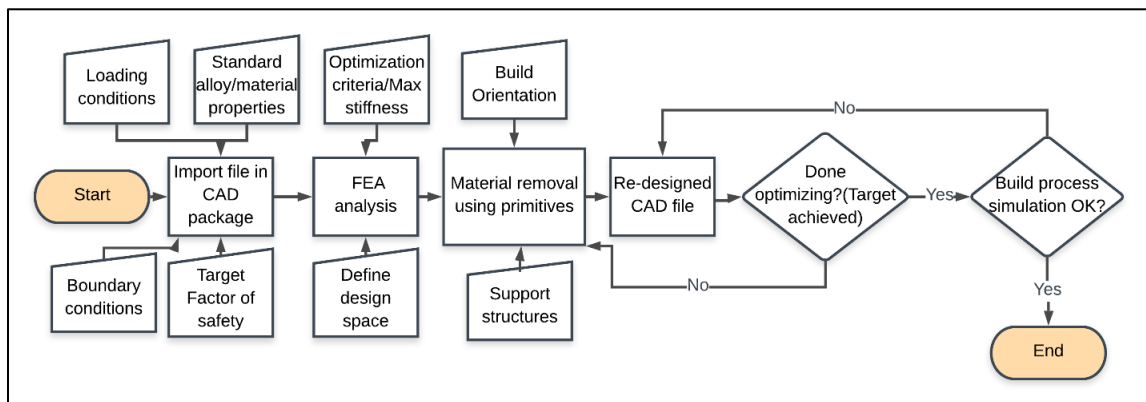 Loading
conditions
Standard
alloy/material
properties
Optimization
criteria/Max
stiffness
Build
Orientation
No
Start
Import file in
CAD
package
FEA
analysis
Material removal
using primitives
Re-designed
CAD file
Done
optimizing?(Target
achieved)
Yes
Build process
simulation OK?
Boundary
conditions
Target
Factor of
safety
Define
design
space
Support
structures
No
Yes
End